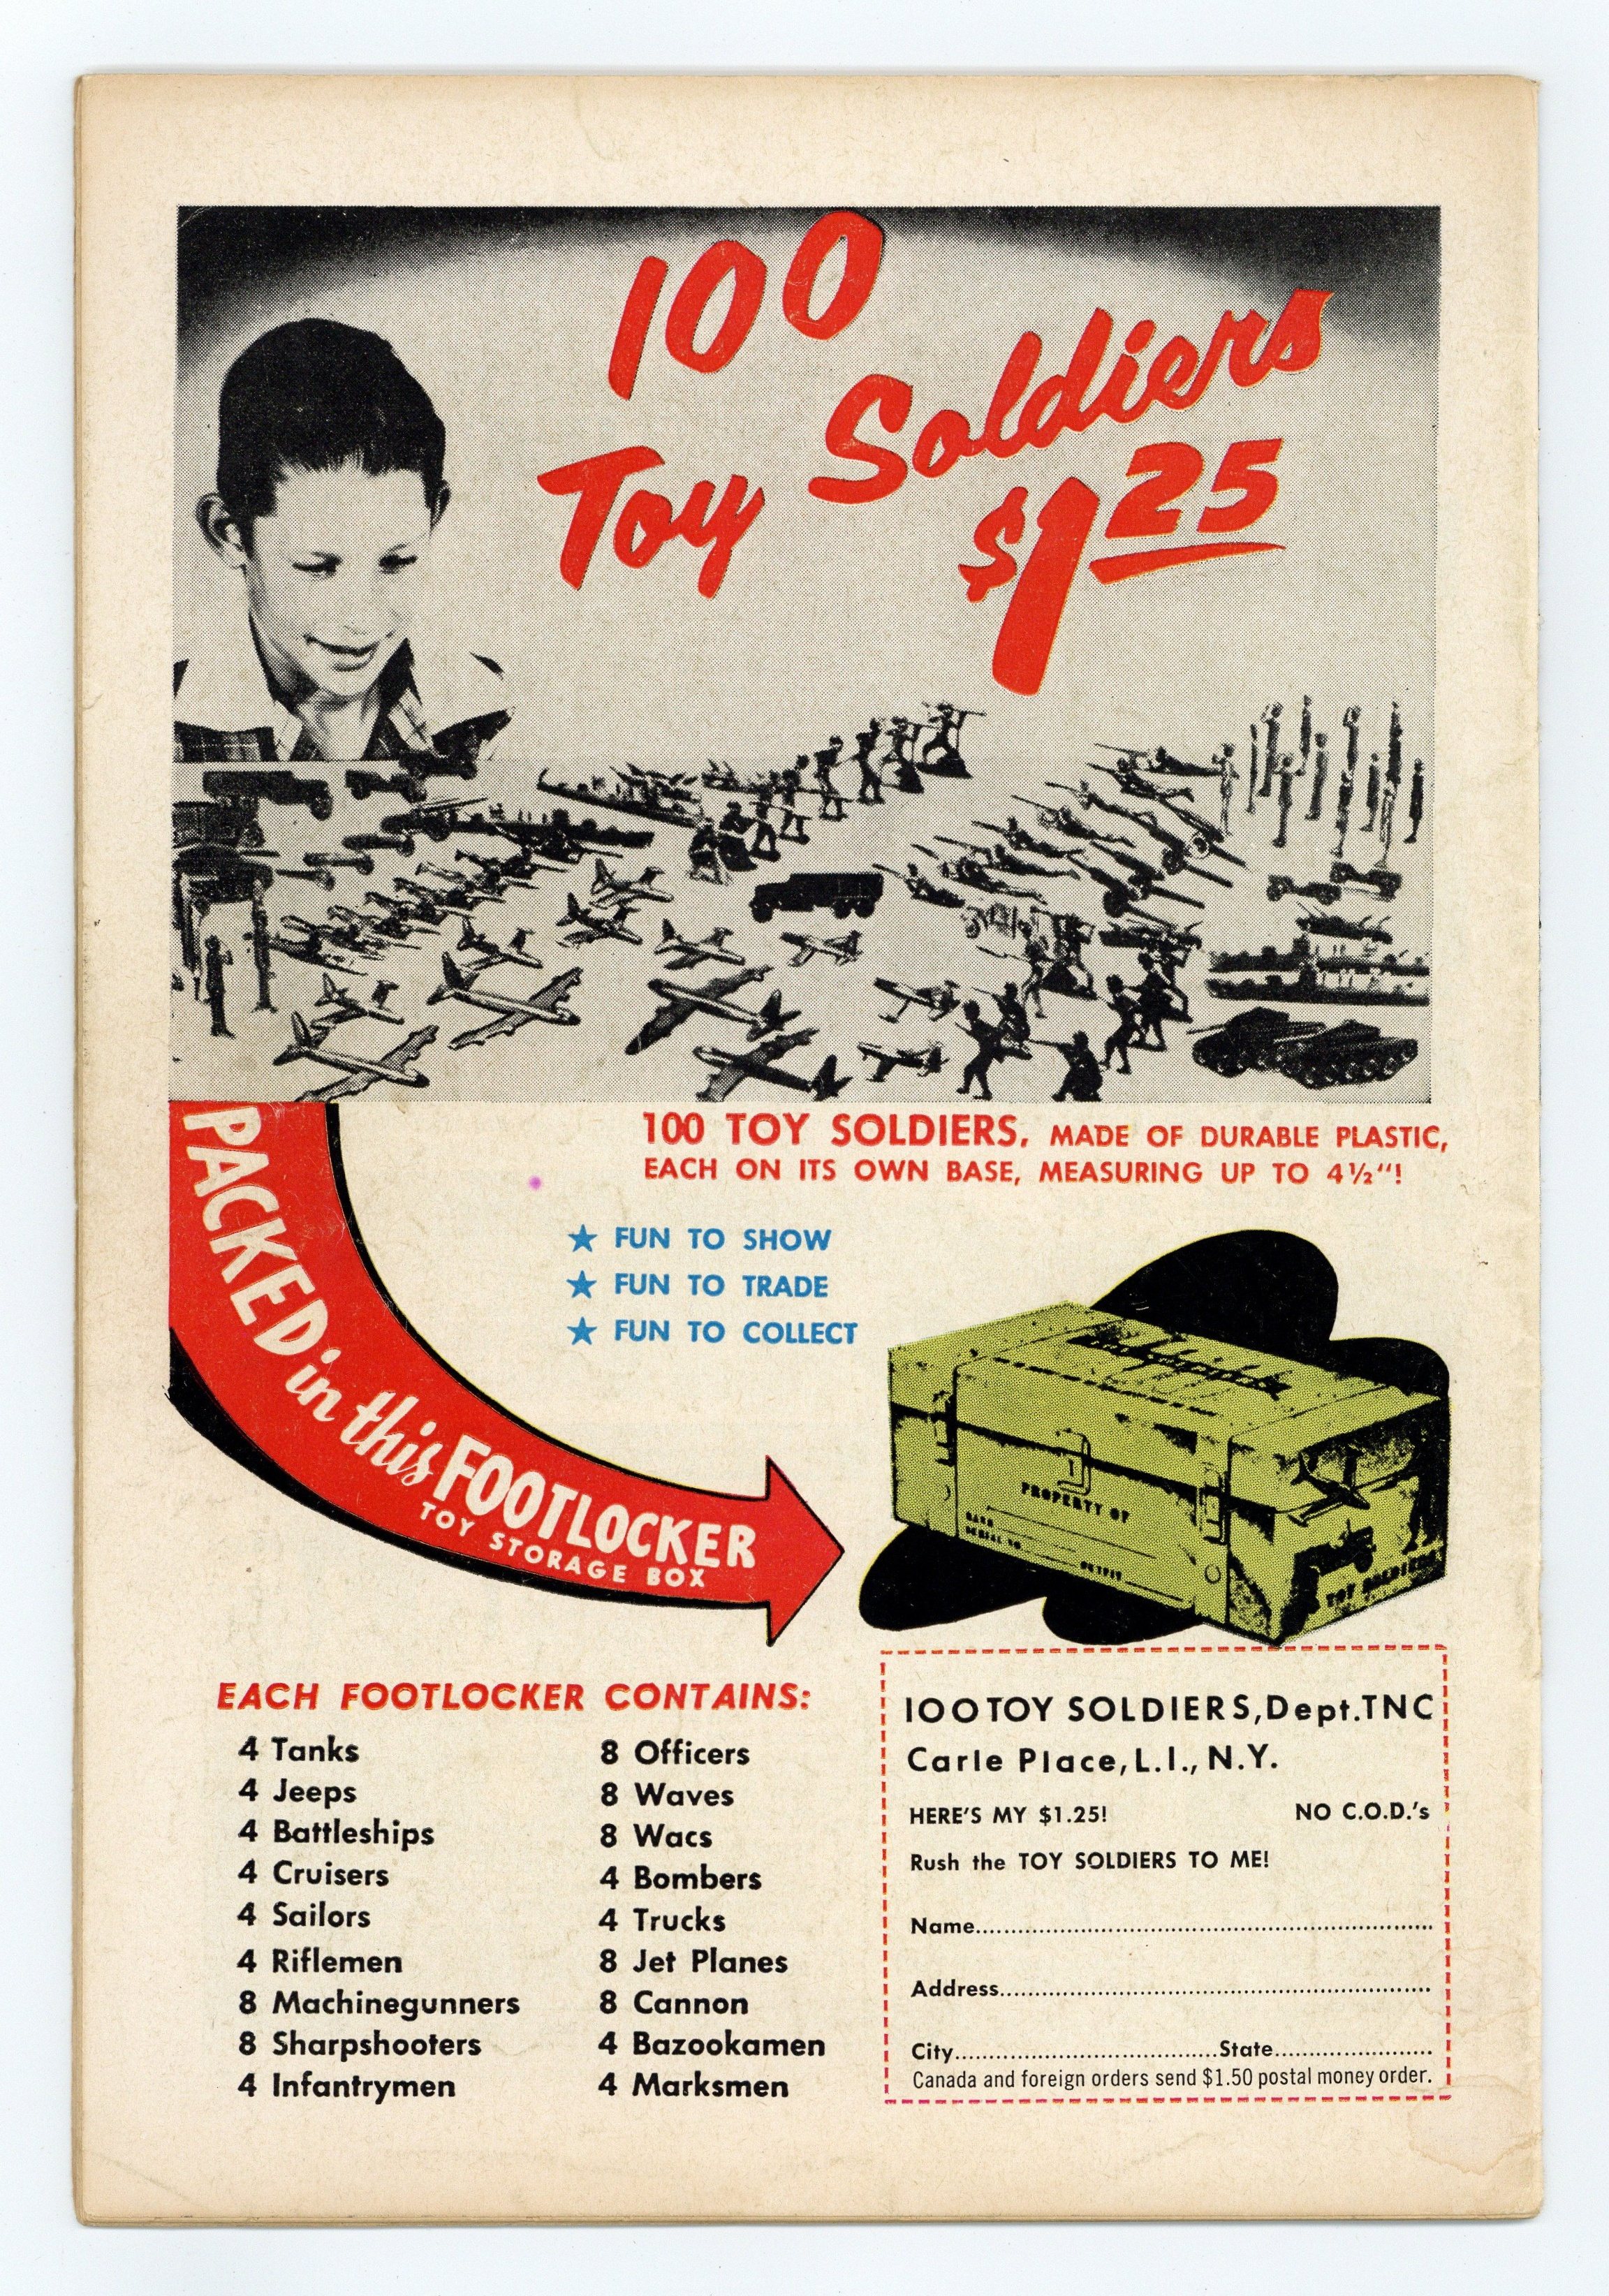 100
Toy Soldiers
$1 25
100 TOY SOLDIERS, MADE OF DURABLE PLASTIC,
EACH ON ITS OWN BASE, MEASURING UP TO 4½"!
★ FUN TO SHOW
★ FUN TO TRADE
★ FUN TO COLLECT
PACKED in this FOOTLOCKER
TOY STORAGE BOX
PROPERTY OF
NAME
SERIAL NO.
TOY SOLDIERS
EACH FOOTLOCKER CONTAINS:
4 Tanks
4 Jeeps
4 Battleships
4 Cruisers
4 Sailors
4 Riflemen
8 Machinegunners
8 Sharpshooters
4 Infantrymen
8 Officers
8 Waves
8 Wacs
4 Bombers
4 Trucks
8 Jet Planes
8 Cannon
4 Bazookamen
4 Marksmen
100 TOY SOLDIERS, Dept. TNC
Carle Place, L.I., N.Y.
HERE'S MY $1.25! NO C.O.D.'s
Rush the TOY SOLDIERS TO ME!
Name
Address
City State
Canada and foreign orders send $1.50 postal money order.